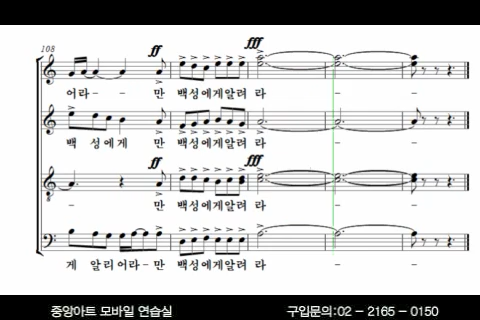 108
ff
fff
어라 - - 만 백성에게알려 라 - -
백 성에게 만 백성에게알려 라 - -
ff
fff
- 만 백성에게알려 라 - -
8
게 알리어라 - 만 백성에게알려 라 - -
중앙아트 모바일 연습실 구입문의:02 - 2165 - 0150